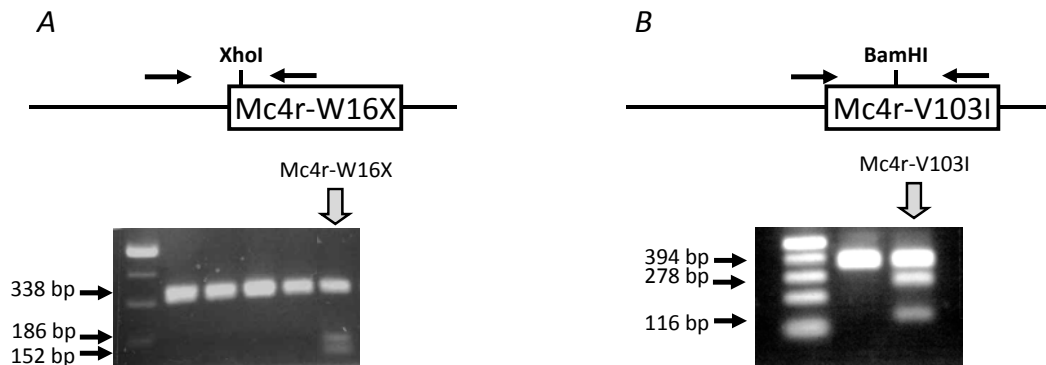 A
XhoI
Mc4r-W16X
Mc4r-W16X
338 bp
186 bp
152 bp
B
BamHI
Mc4r-V103I
Mc4r-V103I
394 bp
278 bp
116 bp